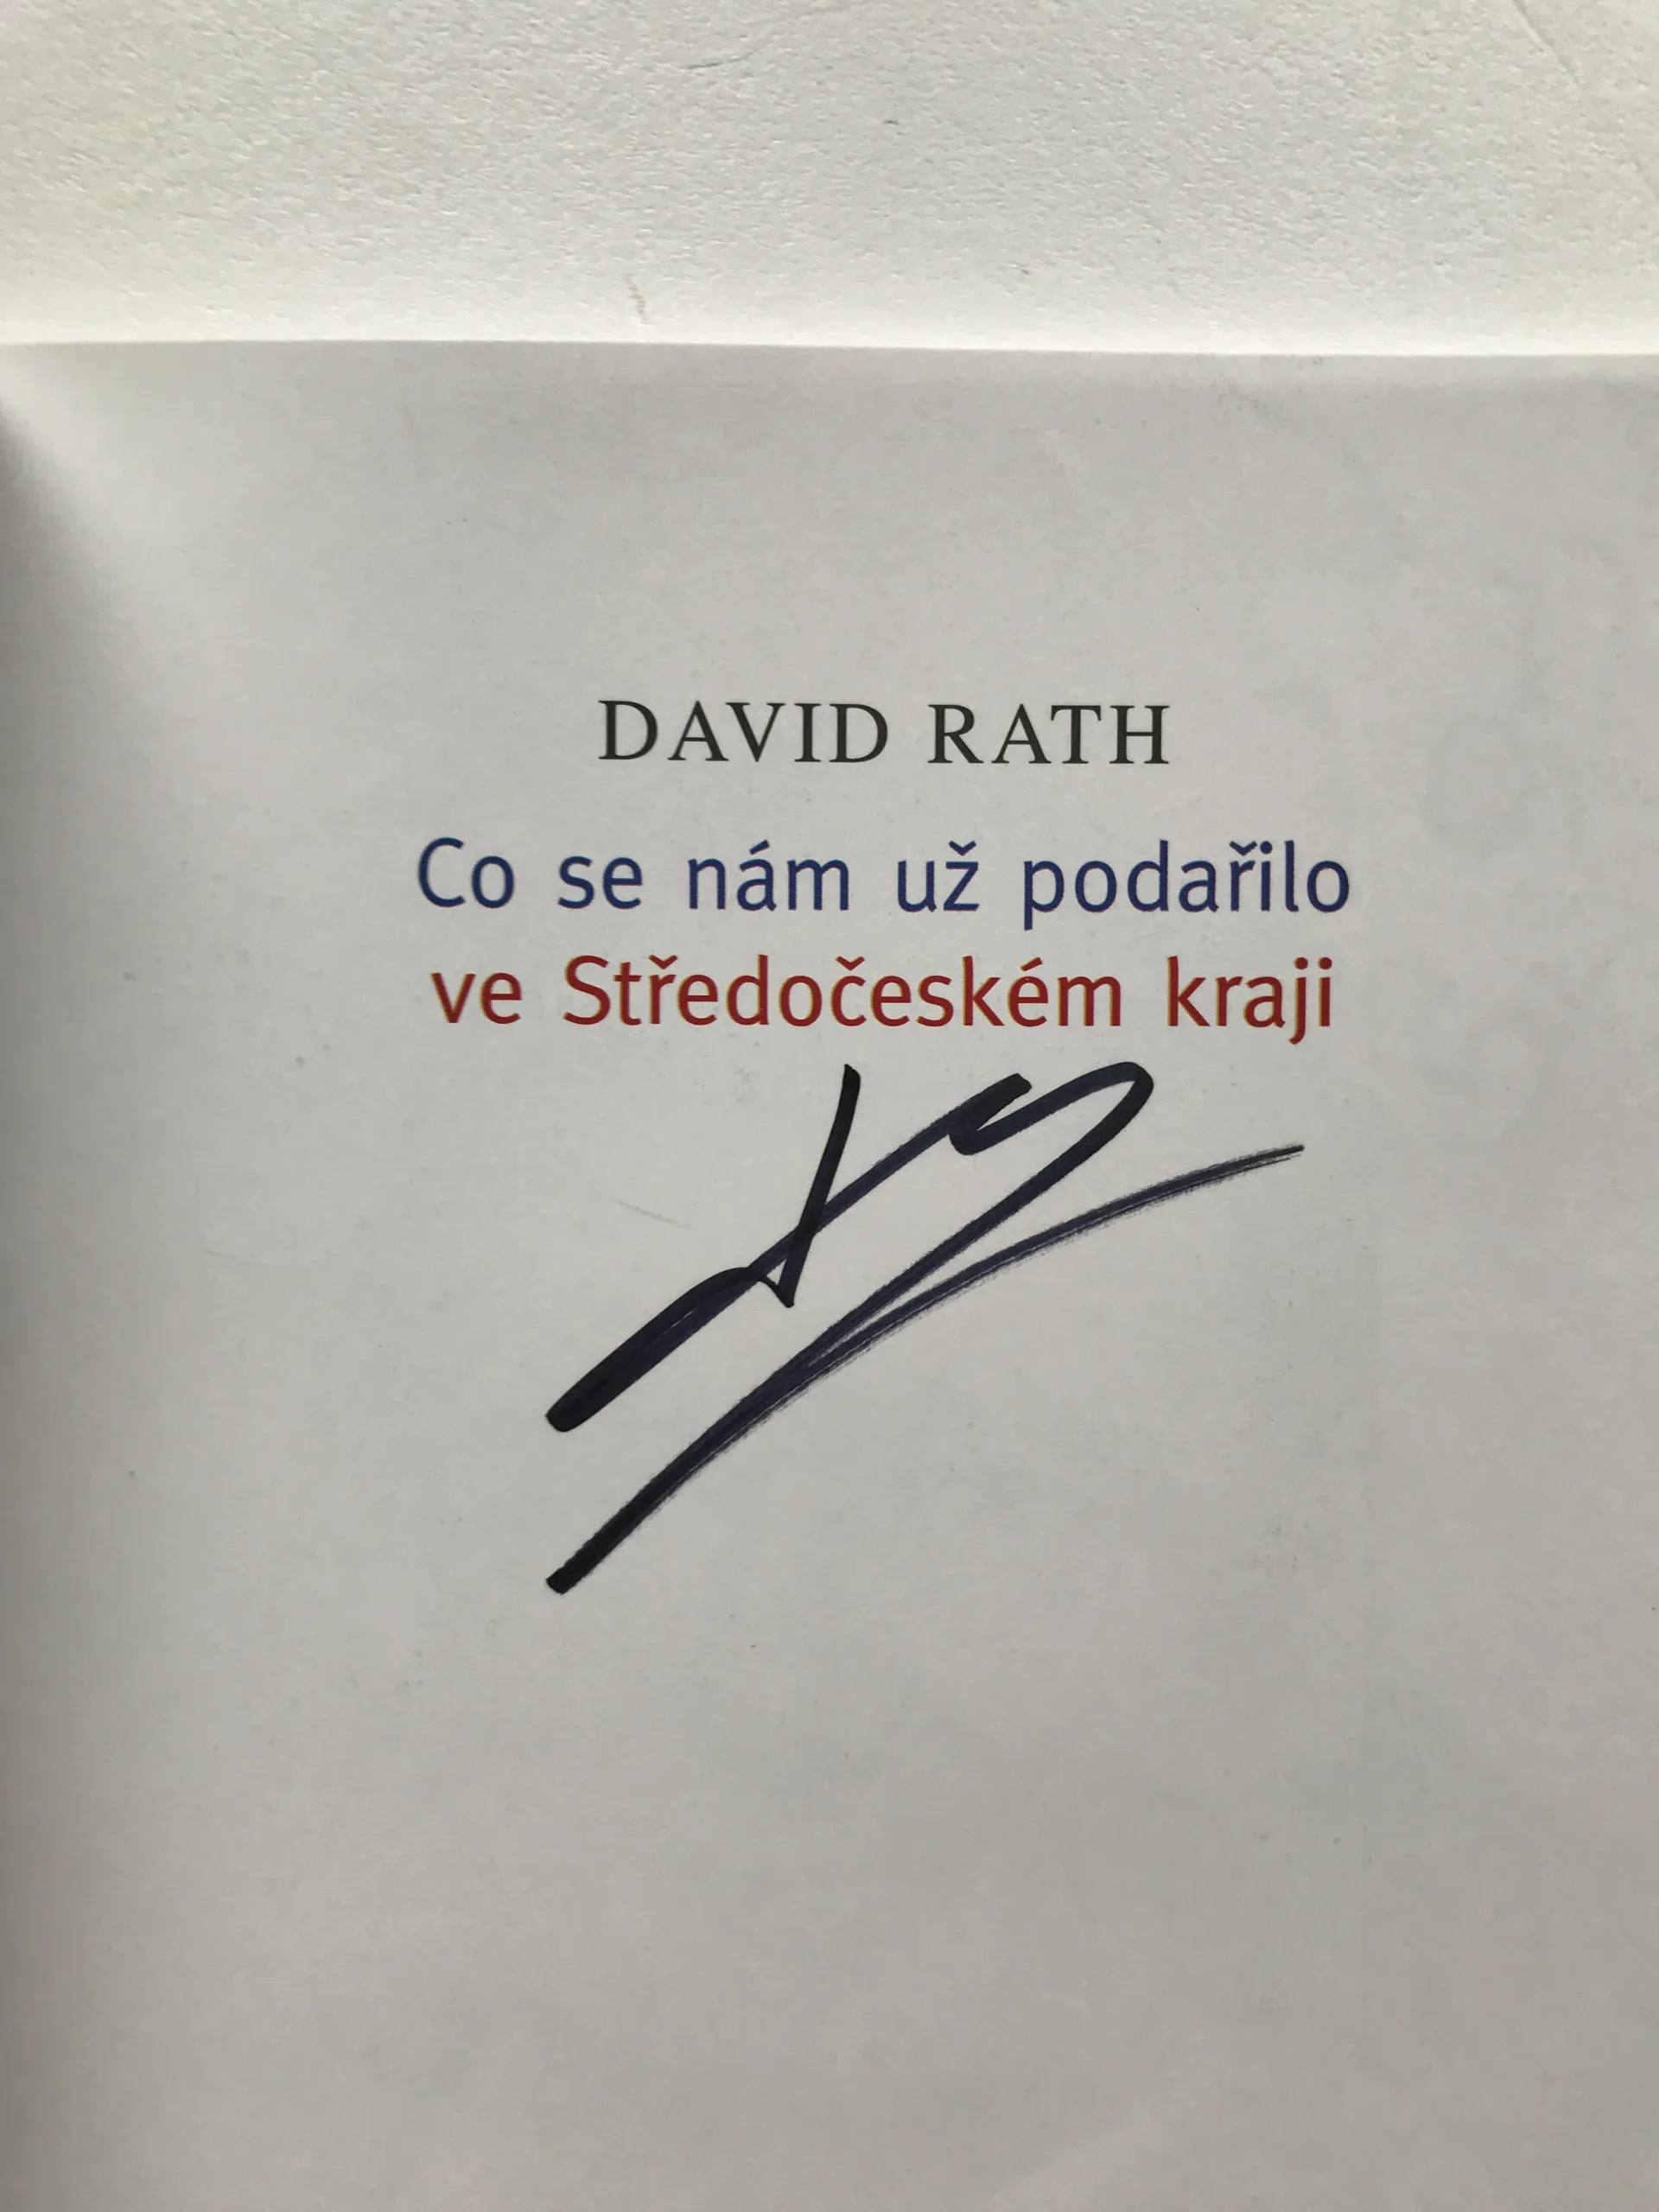 DAVID RATH
Co se nám už podařilo
ve Středočeském kraji